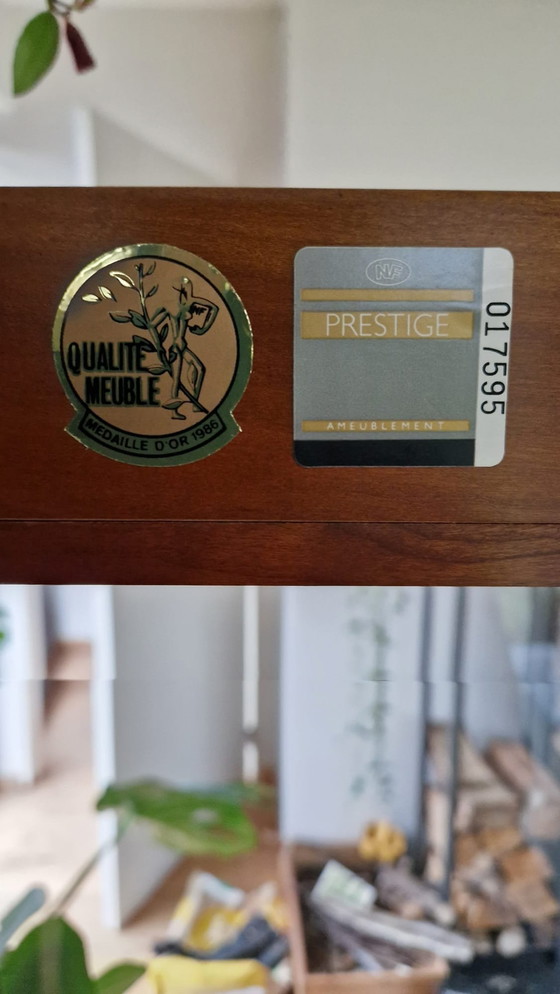 QUALITE
MEUBLE
MEDAILLE D'OR 1986
NF
PRESTIGE
AMEUBLEMENT
017595